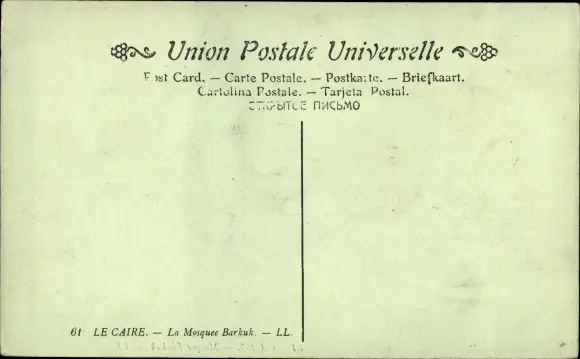 Union Postale Universelle
Post Card. — Carte Postale. — Postkarte. — Briefkaart.
Cartolina Postale. — Tarjeta Postal.
ОТКРЫТОЕ ПИСЬМО
61 LE CAIRE. — La Mosquee Barkuk. — LL.